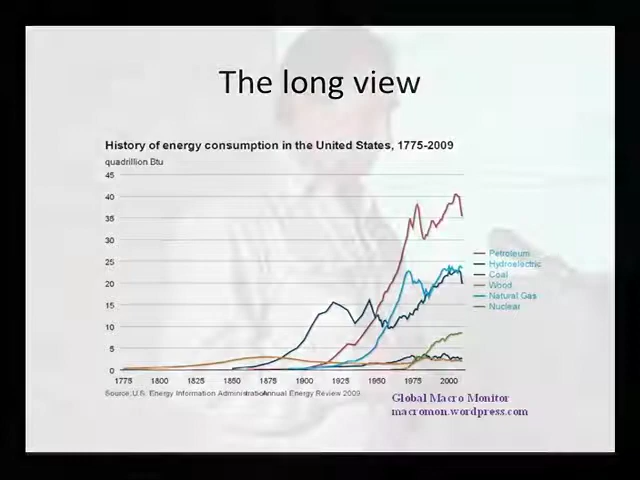 The long view
History of energy consumption in the United States, 1775-2009
quadrillion Btu
45
40
35
30
25
20
15
10
5
0
1775 1800 1825 1850 1875 1900 1925 1950 1975 2000
Petroleum
Hydroelectric
Coal
Wood
Natural Gas
Nuclear
Source: U.S. Energy Information Annual Energy Review 2009
Global Macro Monitor
macromon.wordpress.com